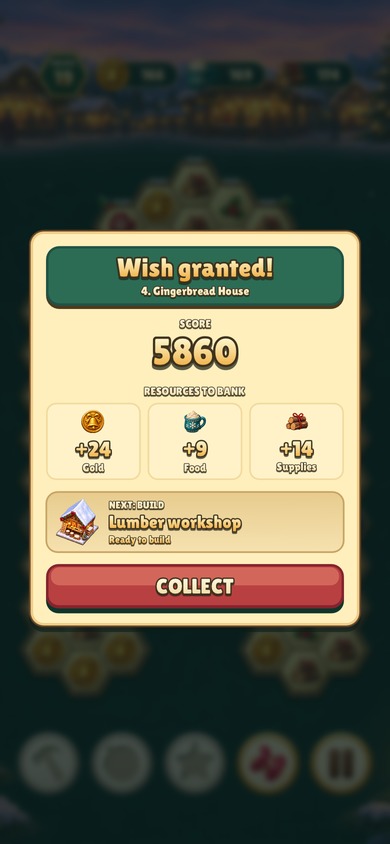 Wish granted!
4. Gingerbread House
SCORE
5860
RESOURCES TO BANK
+24
Gold
+9
Food
+14
Supplies
NEXT: BUILD
Lumber workshop
Ready to build
COLLECT